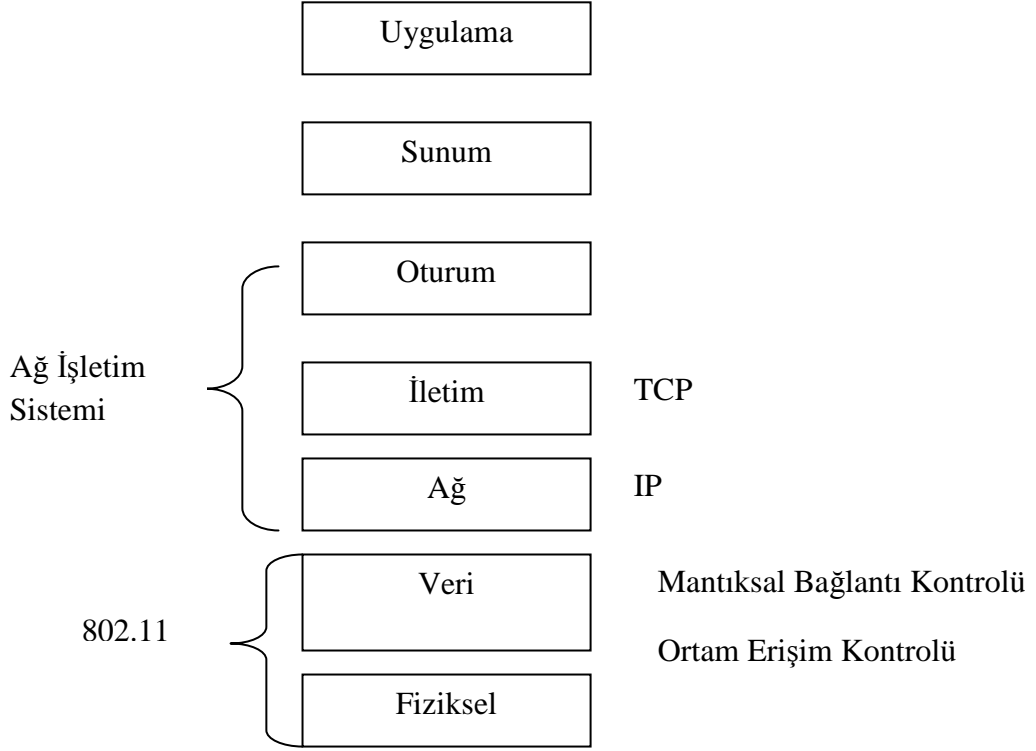 Uygulama
Sunum
Oturum
Ağ İşletim
Sistemi
İletim
TCP
Ağ
IP
Veri
Mantıksal Bağlantı Kontrolü
802.11
Ortam Erişim Kontrolü
Fiziksel